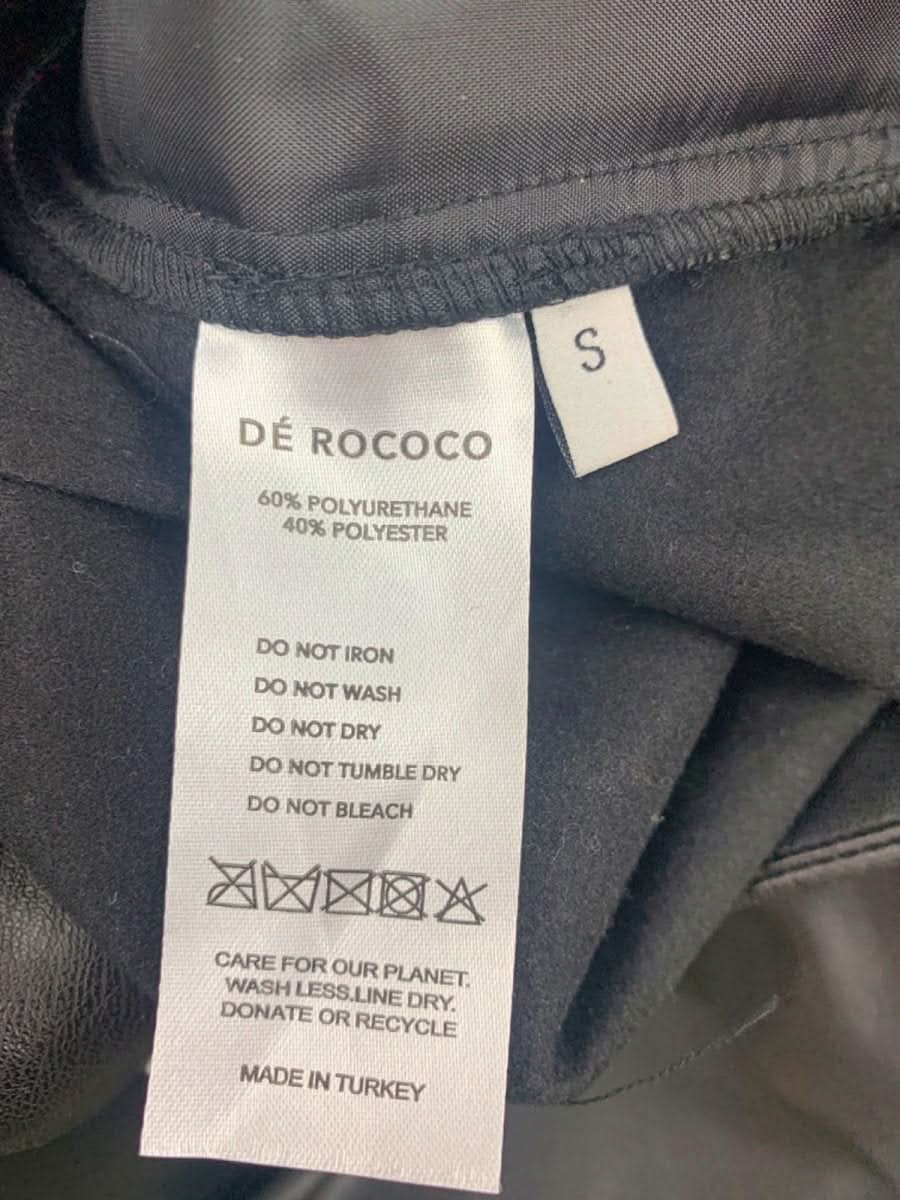 S
DÉ ROCOCO
60% POLYURETHANE
40% POLYESTER
DO NOT IRON
DO NOT WASH
DO NOT DRY
DO NOT TUMBLE DRY
DO NOT BLEACH
CARE FOR OUR PLANET.
WASH LESS.LINE DRY.
DONATE OR RECYCLE
MADE IN TURKEY